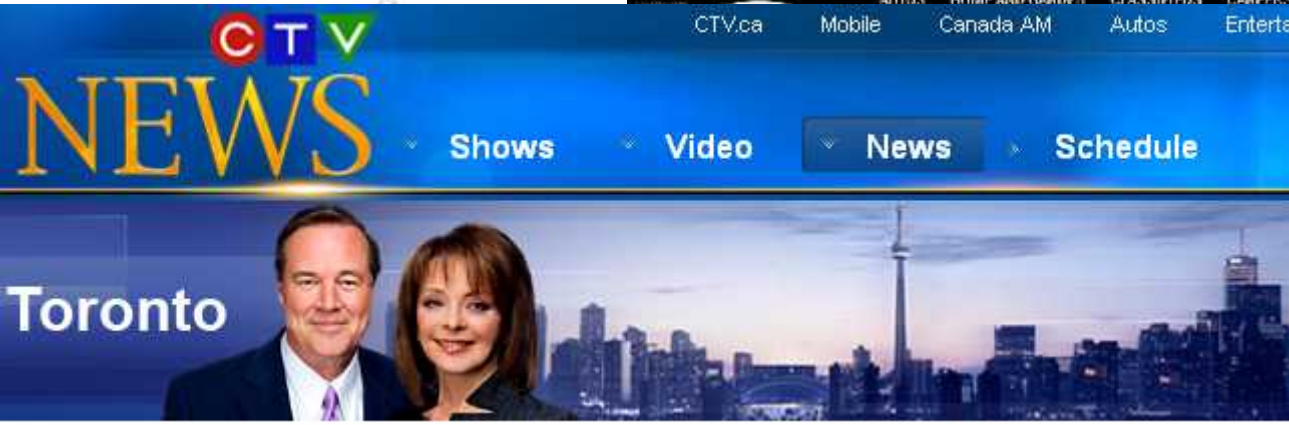 CTV.ca Mobile Canada AM Autos
CTV
NEWS
Shows Video News Schedule
Toronto